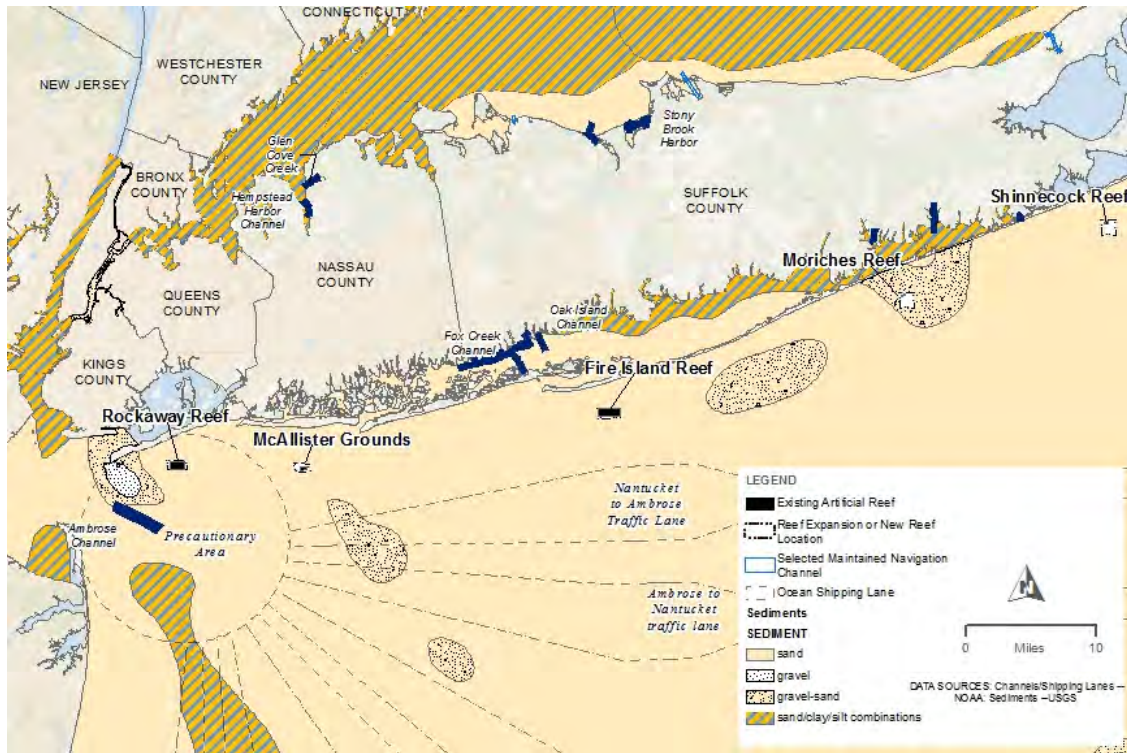 CONNECTICUT
WESTCHESTER
COUNTY
NEW JERSEY
BRONX
COUNTY
Glen
Cove
Creek
Hempstead
Harbor
Channel
Stony
Brook
Harbor
SUFFOLK
COUNTY
Shinnecock Reef
Moriches Reef
NASSAU
COUNTY
QUEENS
COUNTY
KINGS
COUNTY
Oak Island
Channel
Fox Creek
Channel
Fire Island Reef
Rockaway Reef
McAllister Grounds
Ambrose
Channel
Precautionary
Area
Nantucket
to Ambrose
Traffic Lane
Ambrose to
Nantucket
traffic lane
LEGEND
Existing Artificial Reef
Reef Expansion or New Reef
Location
Selected Maintained Navigation
Channel
Ocean Shipping Lane
Sediments
SEDIMENT
sand
gravel
gravel-sand
sand/clay/silt combinations
N
0 10
Miles
DATA SOURCES: Channels/Shipping Lanes —
NOAA: Sediments –USGS